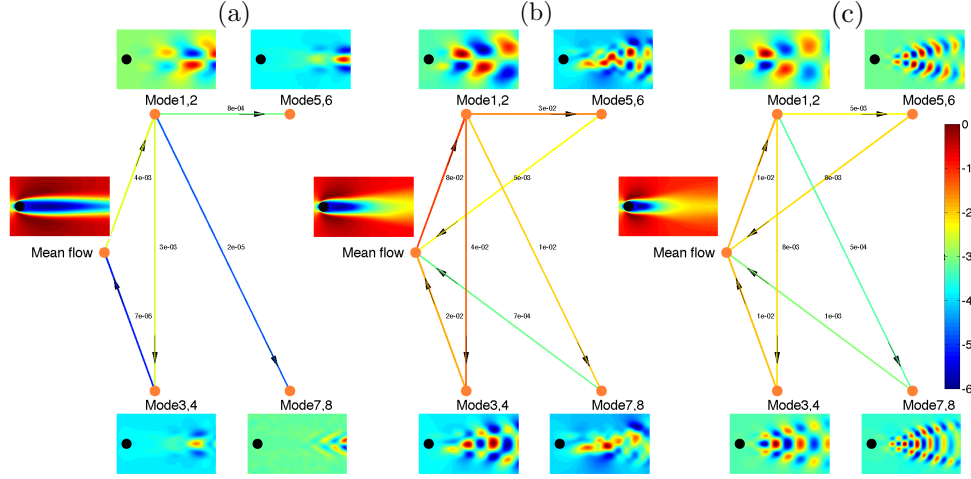 (a) (b) (c)
Mode1,2 Mode5,6 Mode1,2 Mode5,6 Mode1,2 Mode5,6
8e-04 3e-02 5e-03
0
-1
4e-03 8e-02 5e-03 1e-02 2e-03
-2
Mean flow 3e-03 2e-05 Mean flow 4e-02 1e-02 Mean flow 8e-03 5e-04
-3
-4
7e-06 2e-02 7e-04 1e-02 1e-03
-5
-6
Mode3,4 Mode7,8 Mode3,4 Mode7,8 Mode3,4 Mode7,8